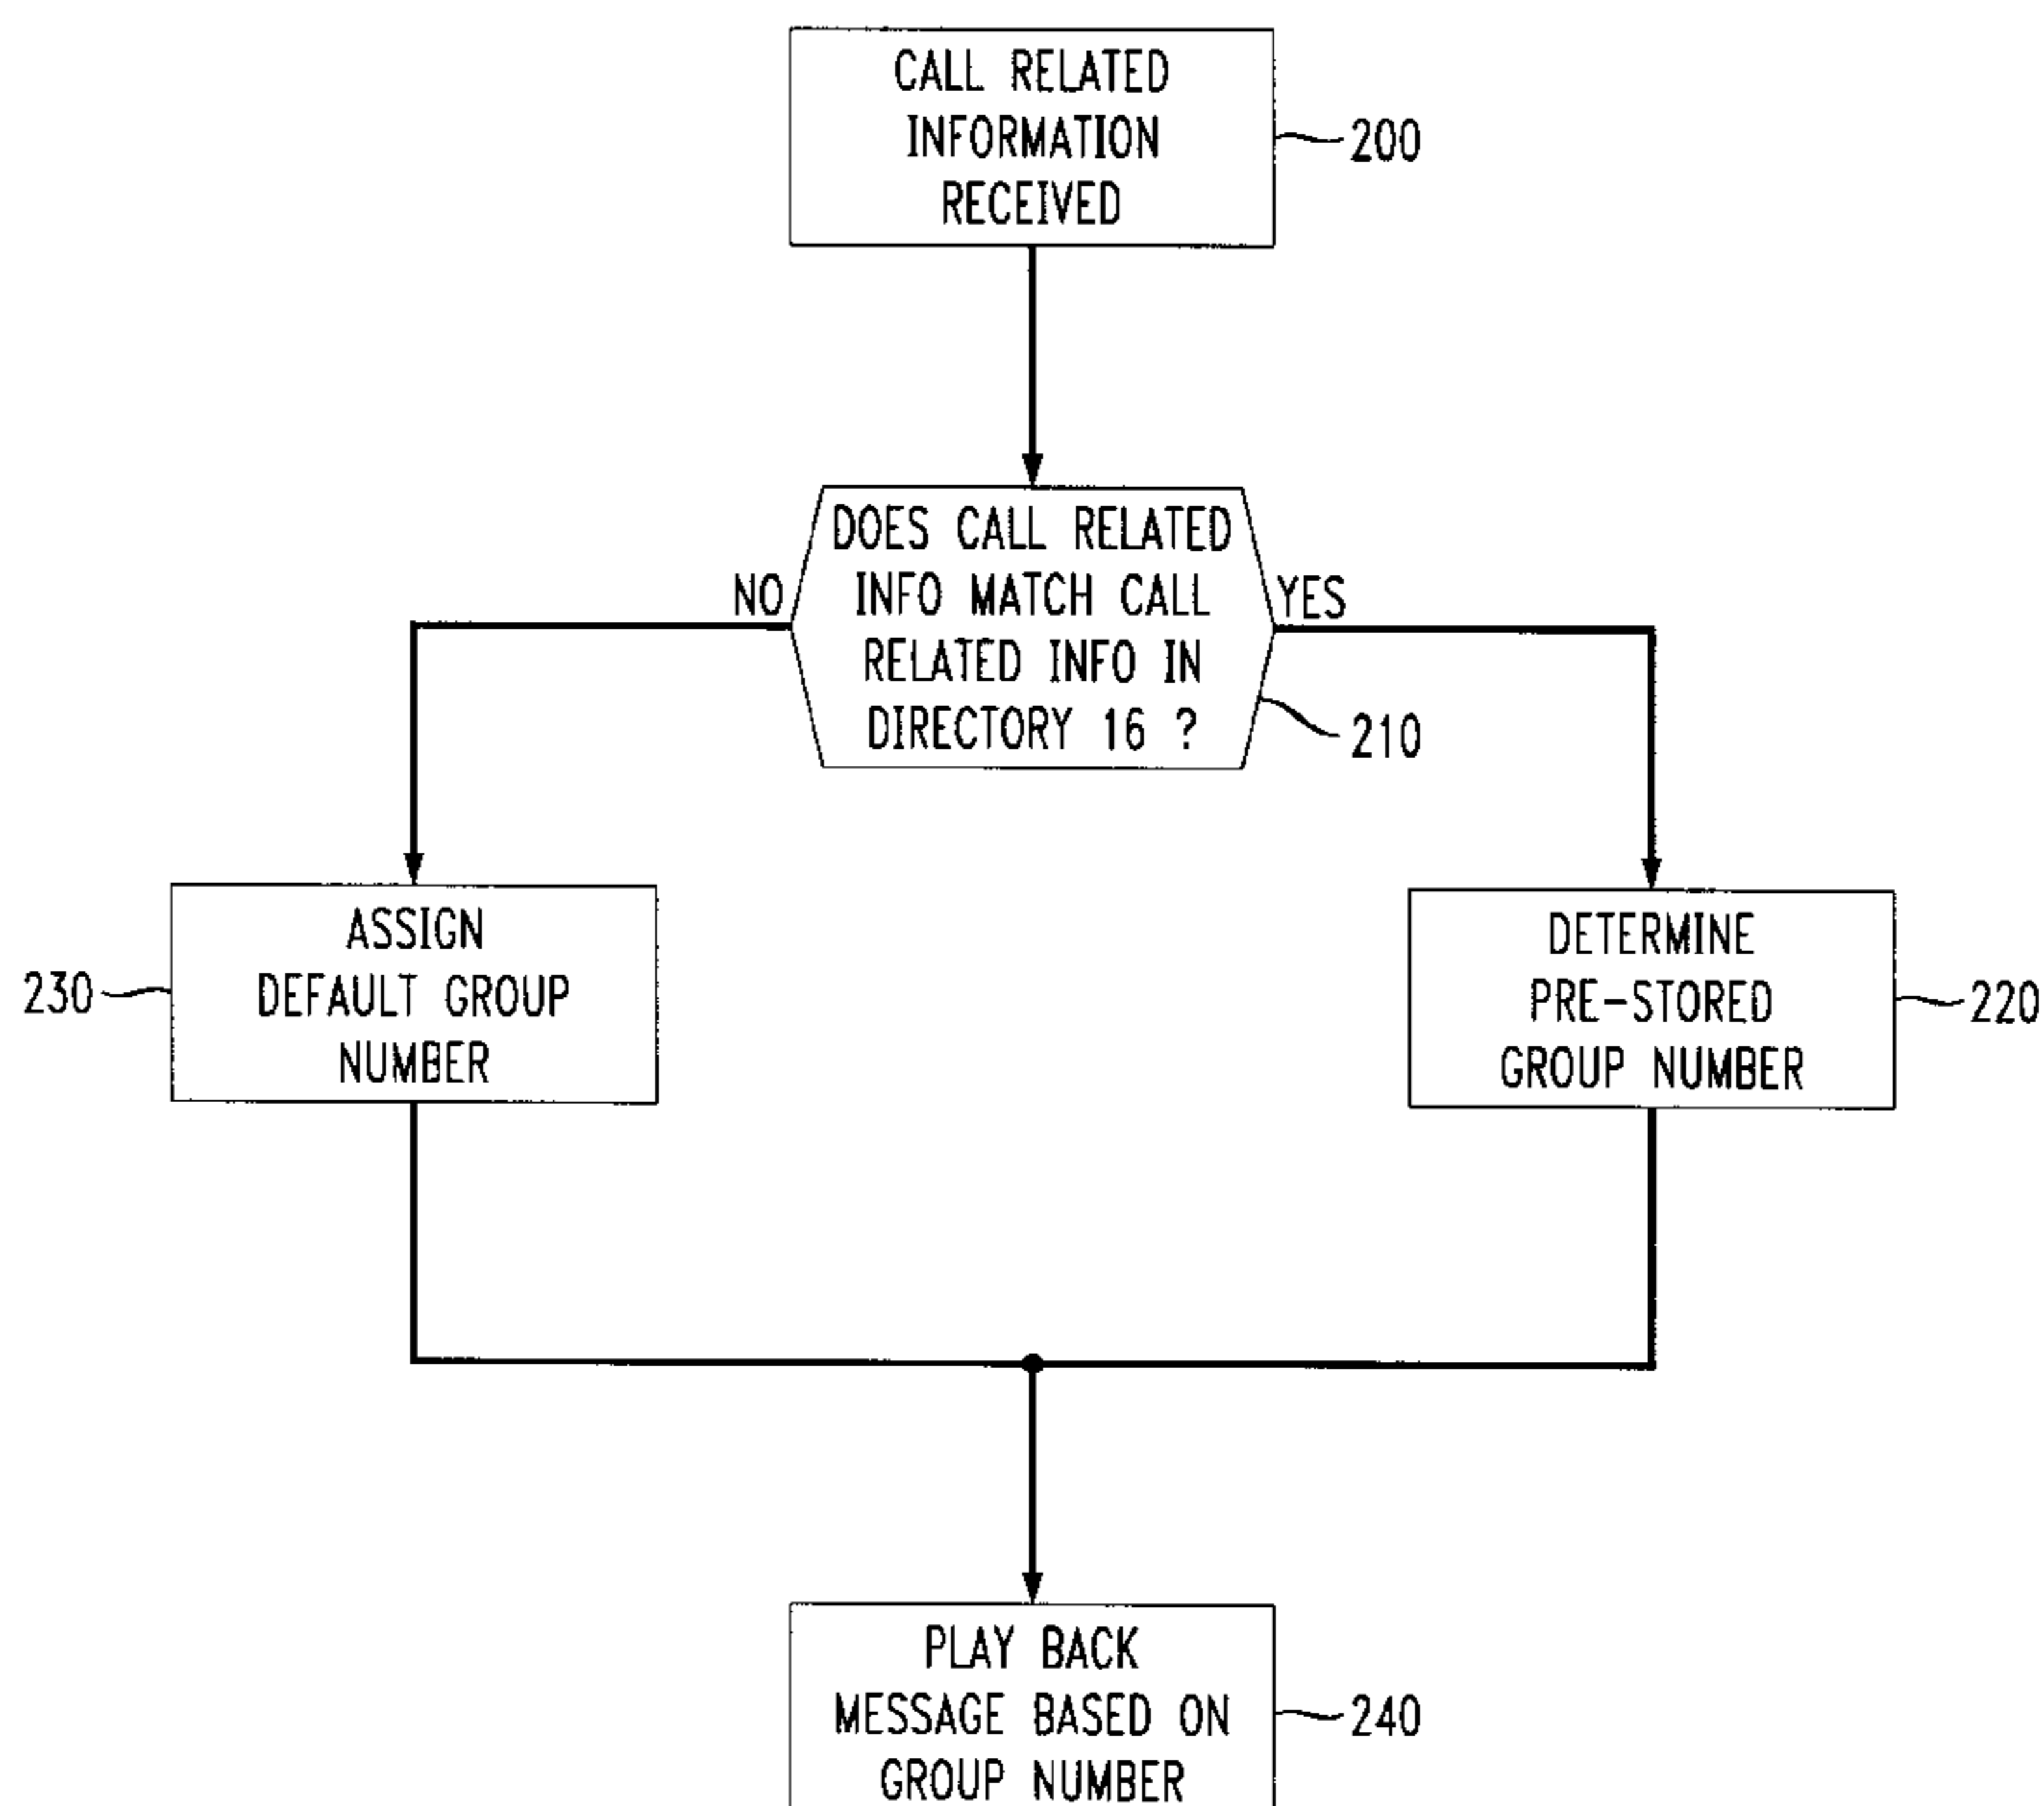 CALL RELATED
INFORMATION
RECEIVED
200
DOES CALL RELATED
INFO MATCH CALL
RELATED INFO IN
DIRECTORY 16 ?
NO
YES
210
ASSIGN
DEFAULT GROUP
NUMBER
230
DETERMINE
PRE-STORED
GROUP NUMBER
220
PLAY BACK
MESSAGE BASED ON
GROUP NUMBER
240